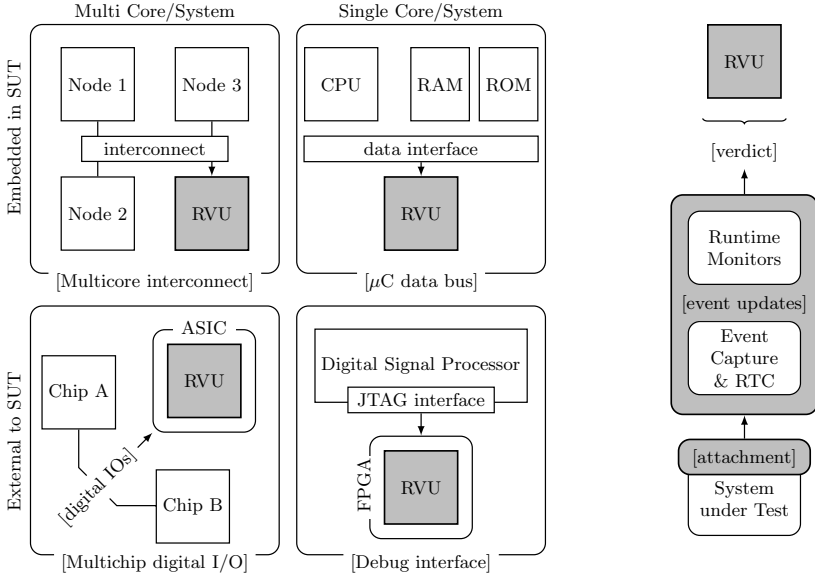 Multi Core/System
Single Core/System
Embedded in SUT
Node 1
Node 3
interconnect
Node 2
RVU
[Multicore interconnect]
CPU
RAM
ROM
data interface
RVU
[μC data bus]
External to SUT
ASIC
RVU
Chip A
[digital IOs]
Chip B
[Multichip digital I/O]
Digital Signal Processor
JTAG interface
FPGA
RVU
[Debug interface]
RVU
[verdict]
Runtime
Monitors
[event updates]
Event
Capture
& RTC
[attachment]
System
under Test